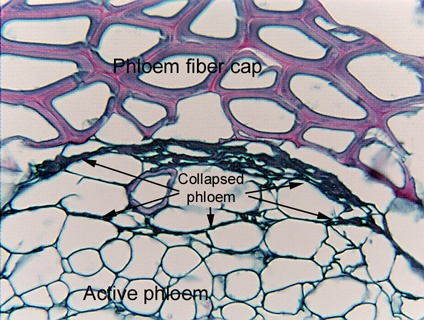 Phloem fiber cap
Collapsed
phloem
Active phloem